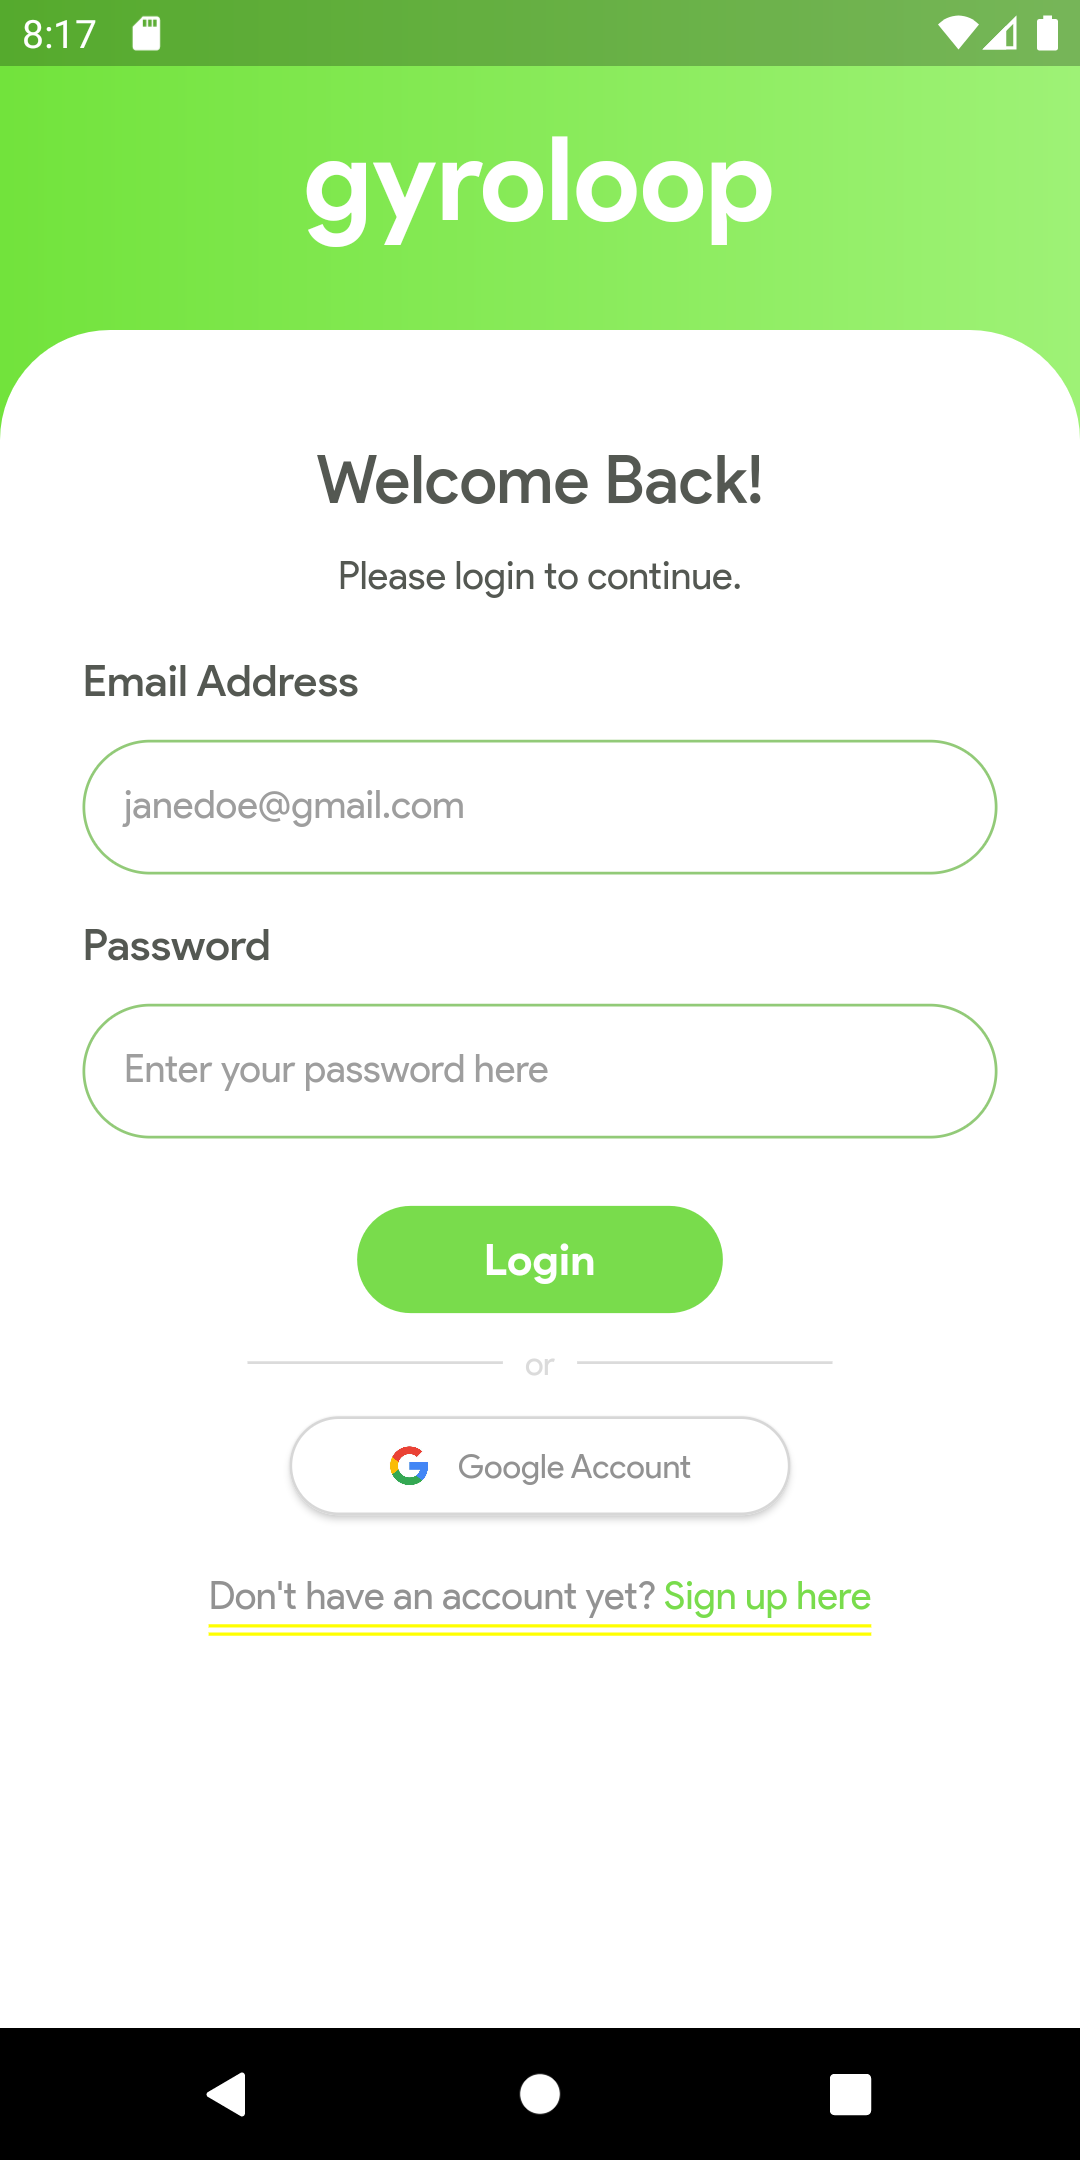 8:17
gyroloop
Welcome Back!
Please login to continue.
Email Address
janedoe@gmail.com
Password
Enter your password here
Login
or
Google Account
Don't have an account yet? Sign up here